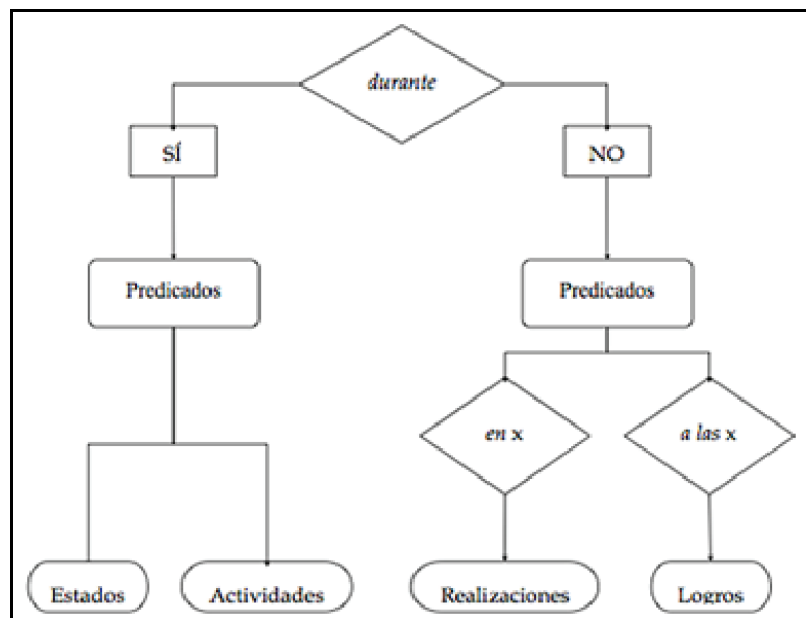 durante
SÍ
NO
Predicados
Predicados
en x
a las x
Estados
Actividades
Realizaciones
Logros